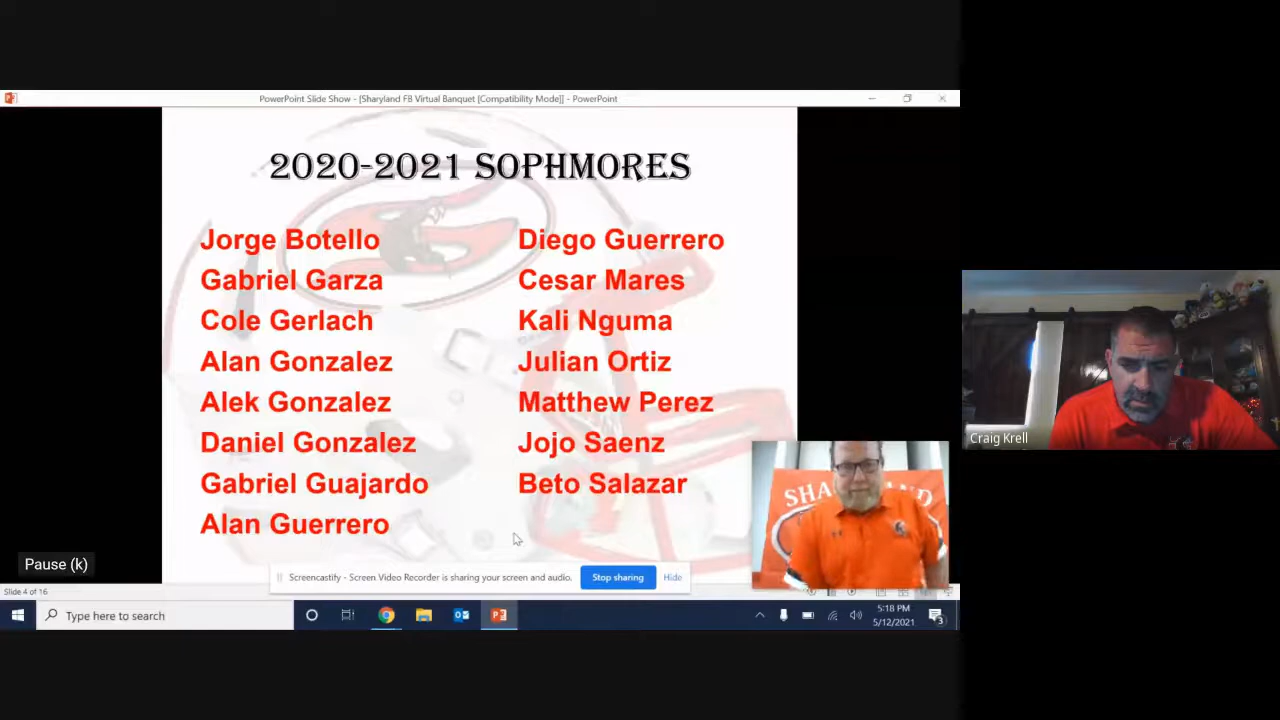 PowerPoint Slide Show - [Sharyland FB Virtual Banquet [Compatibility Mode]] - PowerPoint
2020-2021 SOPHMORES
Jorge Botello
Gabriel Garza
Cole Gerlach
Alan Gonzalez
Alek Gonzalez
Daniel Gonzalez
Gabriel Guajardo
Alan Guerrero
Diego Guerrero
Cesar Mares
Kali Nguma
Julian Ortiz
Matthew Perez
Jojo Saenz
Beto Salazar
Craig Krell
Pause (k)
Screencastify - Screen Video Recorder is sharing your screen and audio.
Stop sharing
Hide
Slide 4 of 16
Type here to search
5:18 PM
5/12/2021
3